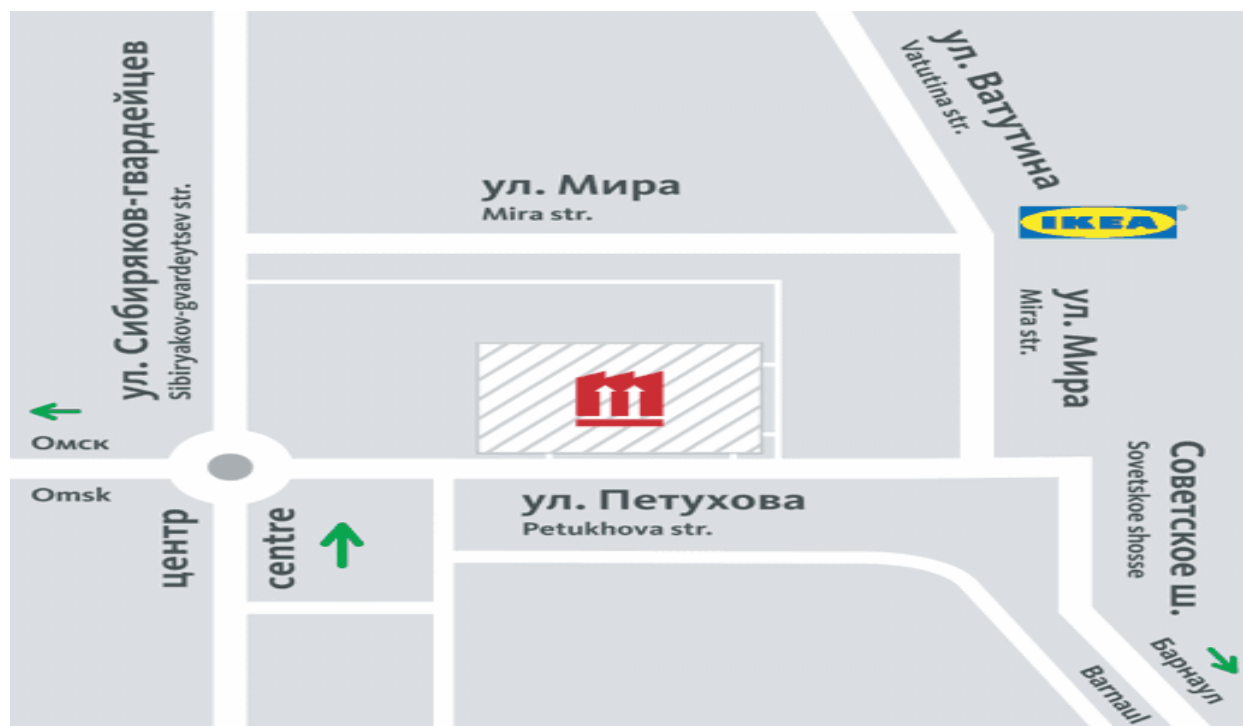 ул. Сибиряков-гвардейцев
Sibiryakov-gvardeytsev str.
ул. Ватутина
Vatutina str.
ул. Мира
Mira str.
IKEA
ул. Мира
Mira str.
Омск
Omsk
центр
centre
ул. Петухова
Petukhova str.
Советское ш.
Sovetskoe shosse
Барнаул
Barnaul